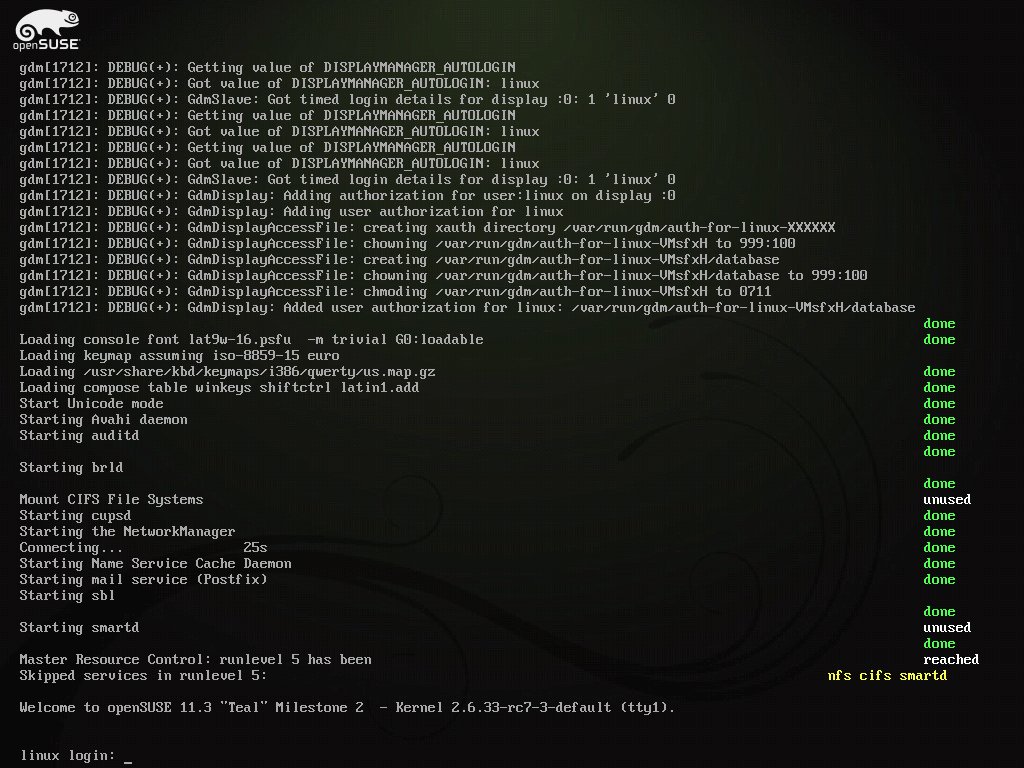 openSUSE
gdm[1712]: DEBUG(+): Getting value of DISPLAYMANAGER_AUTOLOGIN
gdm[1712]: DEBUG(+): Got value of DISPLAYMANAGER_AUTOLOGIN: linux
gdm[1712]: DEBUG(+): GdmSlave: Got timed login details for display :0: 1 'linux' 0
gdm[1712]: DEBUG(+): Getting value of DISPLAYMANAGER_AUTOLOGIN
gdm[1712]: DEBUG(+): Got value of DISPLAYMANAGER_AUTOLOGIN: linux
gdm[1712]: DEBUG(+): Getting value of DISPLAYMANAGER_AUTOLOGIN
gdm[1712]: DEBUG(+): Got value of DISPLAYMANAGER_AUTOLOGIN: linux
gdm[1712]: DEBUG(+): GdmSlave: Got timed login details for display :0: 1 'linux' 0
gdm[1712]: DEBUG(+): GdmDisplay: Adding authorization for user:linux on display :0
gdm[1712]: DEBUG(+): GdmDisplay: Adding user authorization for linux
gdm[1712]: DEBUG(+): GdmDisplayAccessFile: creating xauth directory /var/run/gdm/auth-for-linux-XXXXXX
gdm[1712]: DEBUG(+): GdmDisplayAccessFile: chowning /var/run/gdm/auth-for-linux-VMsfxH to 999:100
gdm[1712]: DEBUG(+): GdmDisplayAccessFile: creating /var/run/gdm/auth-for-linux-VMsfxH/database
gdm[1712]: DEBUG(+): GdmDisplayAccessFile: chowning /var/run/gdm/auth-for-linux-VMsfxH/database to 999:100
gdm[1712]: DEBUG(+): GdmDisplayAccessFile: chmoding /var/run/gdm/auth-for-linux-VMsfxH to 0711
gdm[1712]: DEBUG(+): GdmDisplay: Added user authorization for linux: /var/run/gdm/auth-for-linux-VMsfxH/database
done
Loading console font lat9w-16.psfu  -m trivial G0:loadable done
Loading keymap assuming iso-8859-15 euro
Loading /usr/share/kbd/keymaps/i386/qwerty/us.map.gz done
Loading compose table winkeys shiftctrl latin1.add done
Start Unicode mode done
Starting Avahi daemon done
Starting auditd done
done
Starting brld
done
Mount CIFS File Systems unused
Starting cupsd done
Starting the NetworkManager done
Connecting... 25s done
Starting Name Service Cache Daemon done
Starting mail service (Postfix) done
Starting sbl
done
Starting smartd unused
done
Master Resource Control: runlevel 5 has been reached
Skipped services in runlevel 5: nfs cifs smartd
Welcome to openSUSE 11.3 "Teal" Milestone 2  - Kernel 2.6.33-rc7-3-default (tty1).
linux login: _